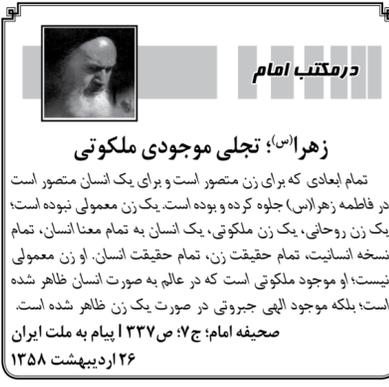 در مکتب امام
زهرا(س)؛ تجلی موجودی ملکوتی
تمام ابعادی که برای زن متصور است و برای یک انسان متصور است
در فاطمه زهرا(س) جلوه کرده و بوده است. یک زن معمولی نبوده است؛
یک زن روحانی، یک زن ملکوتی، یک انسان به تمام معنا انسان، تمام
نسخه انسانیت، تمام حقیقت زن، تمام حقیقت انسان. او زن معمولی
نیست؛ او موجود ملکوتی است که در عالم به صورت انسان ظاهر شده
است؛ بلکه موجود الهی جبروتی در صورت یک زن ظاهر شده است.
صحیفه امام؛ ج۷؛ ص۳۳۷ | پیام به ملت ایران
۲۶ اردیبهشت ۱۳۵۸